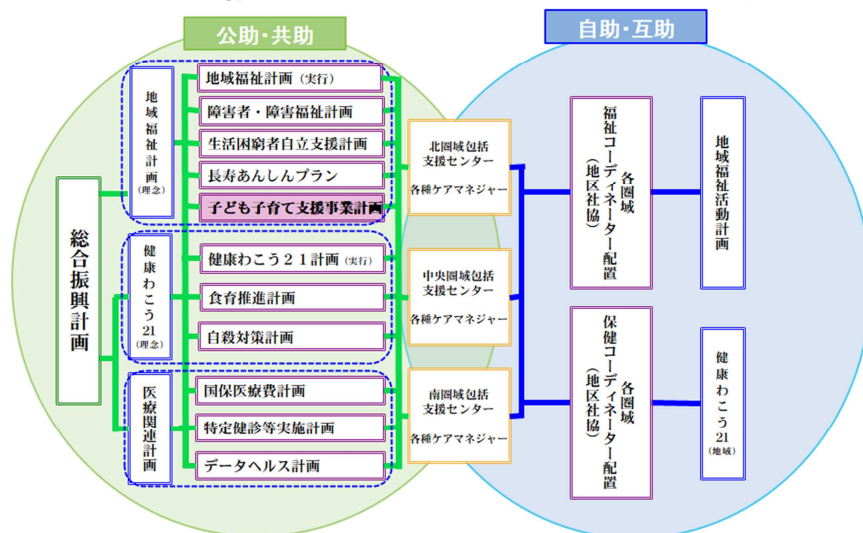 公助・共助
自助・互助
総合振興計画
地域福祉計画
(理念)
地域福祉計画(実行)
障害者・障害福祉計画
生活困窮者自立支援計画
長寿あんしんプラン
子ども子育て支援事業計画
健康わこう21
(理念)
健康わこう21計画(実行)
食育推進計画
自殺対策計画
医療関連計画
国保医療費計画
特定健診等実施計画
データヘルス計画
北圏域包括
支援センター
各種ケアマネジャー
中央圏域包括
支援センター
各種ケアマネジャー
南圏域包括
支援センター
各種ケアマネジャー
各圏域
福祉コーディネーター配置
(地区社協)
地域福祉活動計画
各圏域
保健コーディネーター配置
(地区社協)
健康わこう21
(地域)